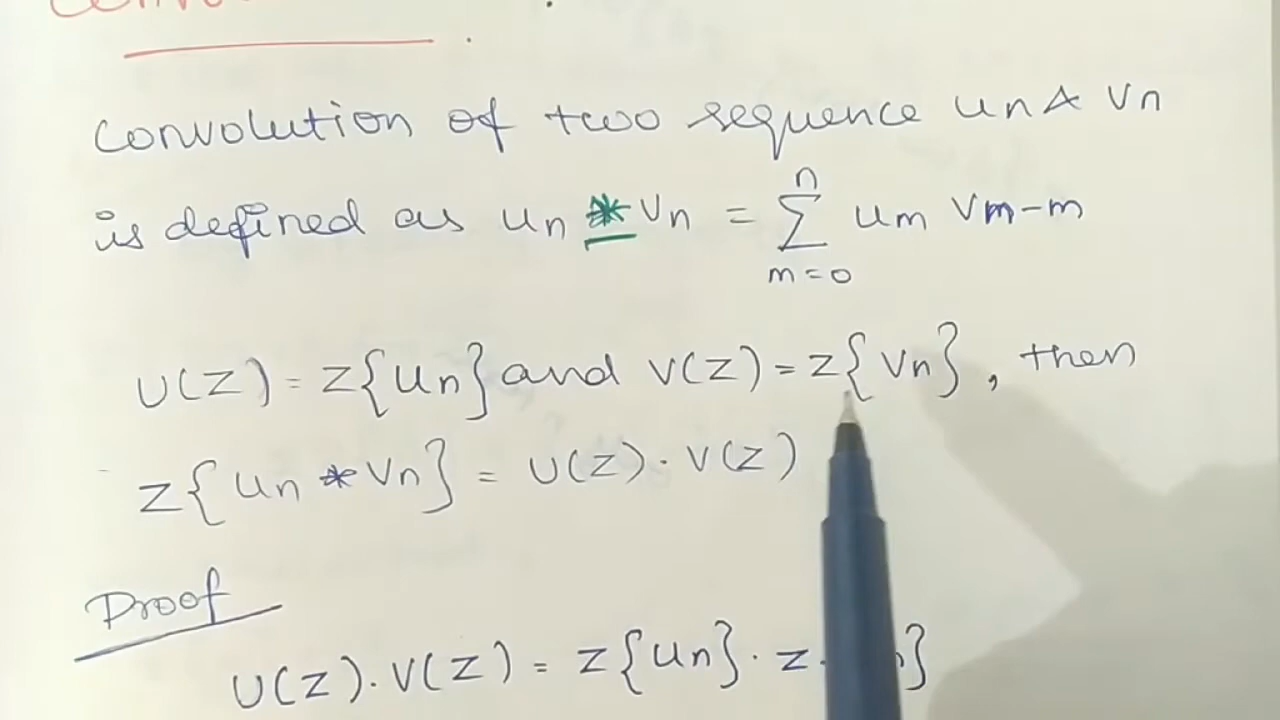 convolution of two sequence un & vn
is defined as un * vn = n∑m=0 um vm-m
U(Z) = Z{un} and V(Z) = Z{vn}, then
Z{un * vn} = U(Z) . V(Z)
Proof
U(Z) . V(Z) = Z{un} . Z